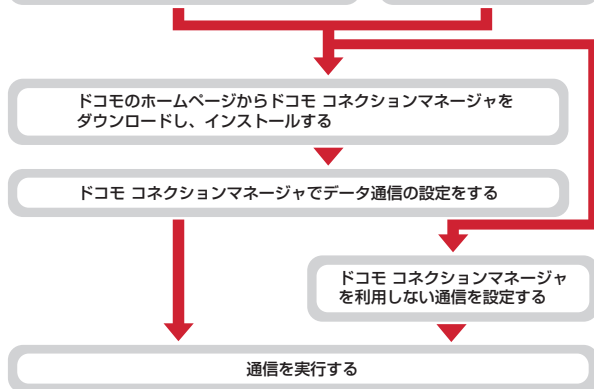 ドコモのホームページからドコモ コネクションマネージャを
ダウンロードし、インストールする
ドコモ コネクションマネージャでデータ通信の設定をする
ドコモ コネクションマネージャ
を利用しない通信を設定する
通信を実行する